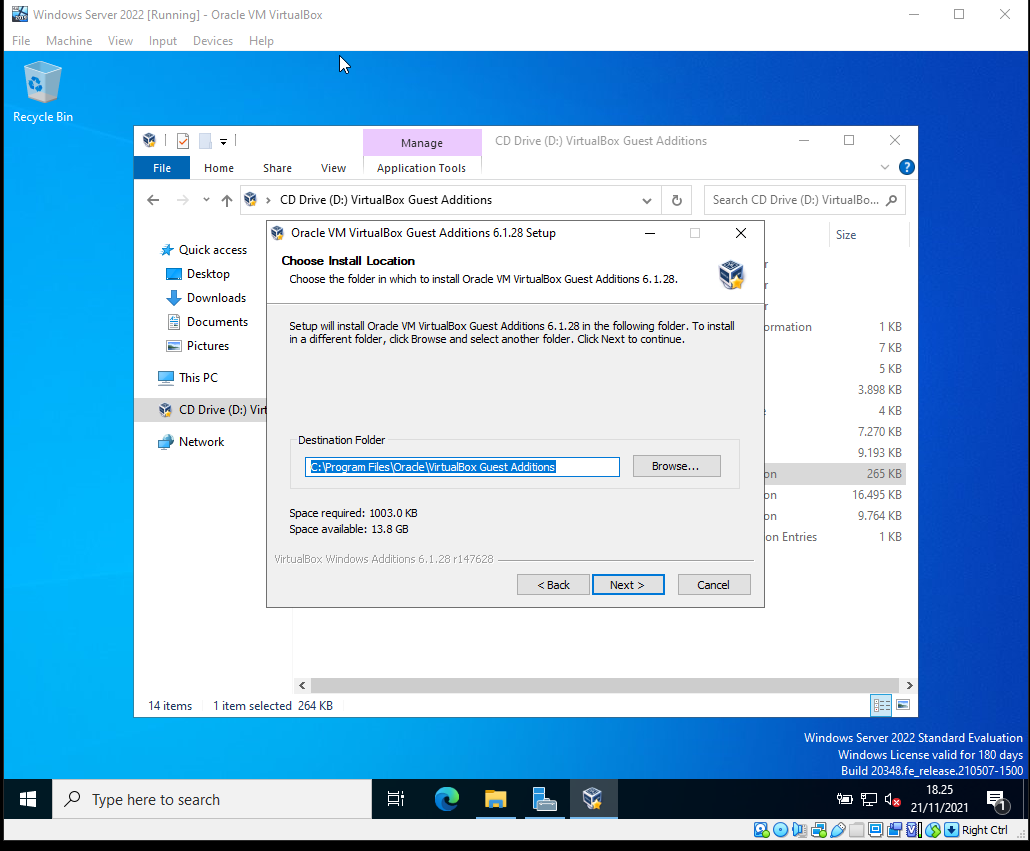 Windows Server 2022 [Running] - Oracle VM VirtualBox
File Machine View Input Devices Help
Recycle Bin
Manage
CD Drive (D:) VirtualBox Guest Additions
File Home Share View Application Tools
CD Drive (D:) VirtualBox Guest Additions
Search CD Drive (D:) VirtualBo...
Oracle VM VirtualBox Guest Additions 6.1.28 Setup
Size
Quick access
Desktop
Downloads
Documents
Pictures
This PC
CD Drive (D:) Virt
Network
Choose Install Location
Choose the folder in which to install Oracle VM VirtualBox Guest Additions 6.1.28.
Setup will install Oracle VM VirtualBox Guest Additions 6.1.28 in the following folder. To install
in a different folder, click Browse and select another folder. Click Next to continue.
Destination Folder
C:\Program Files\Oracle\VirtualBox Guest Additions
Browse...
Space required: 1003.0 KB
Space available: 13.8 GB
VirtualBox Windows Additions 6.1.28 r147628
< Back Next > Cancel
r
r
r
ormation 1 KB
7 KB
5 KB
3.898 KB
4 KB
7.270 KB
9.193 KB
on 265 KB
on 16.495 KB
on 9.764 KB
on Entries 1 KB
14 items 1 item selected 264 KB
Windows Server 2022 Standard Evaluation
Windows License valid for 180 days
Build 20348.fe_release.210507-1500
Type here to search
18.25
21/11/2021
1
Right Ctrl